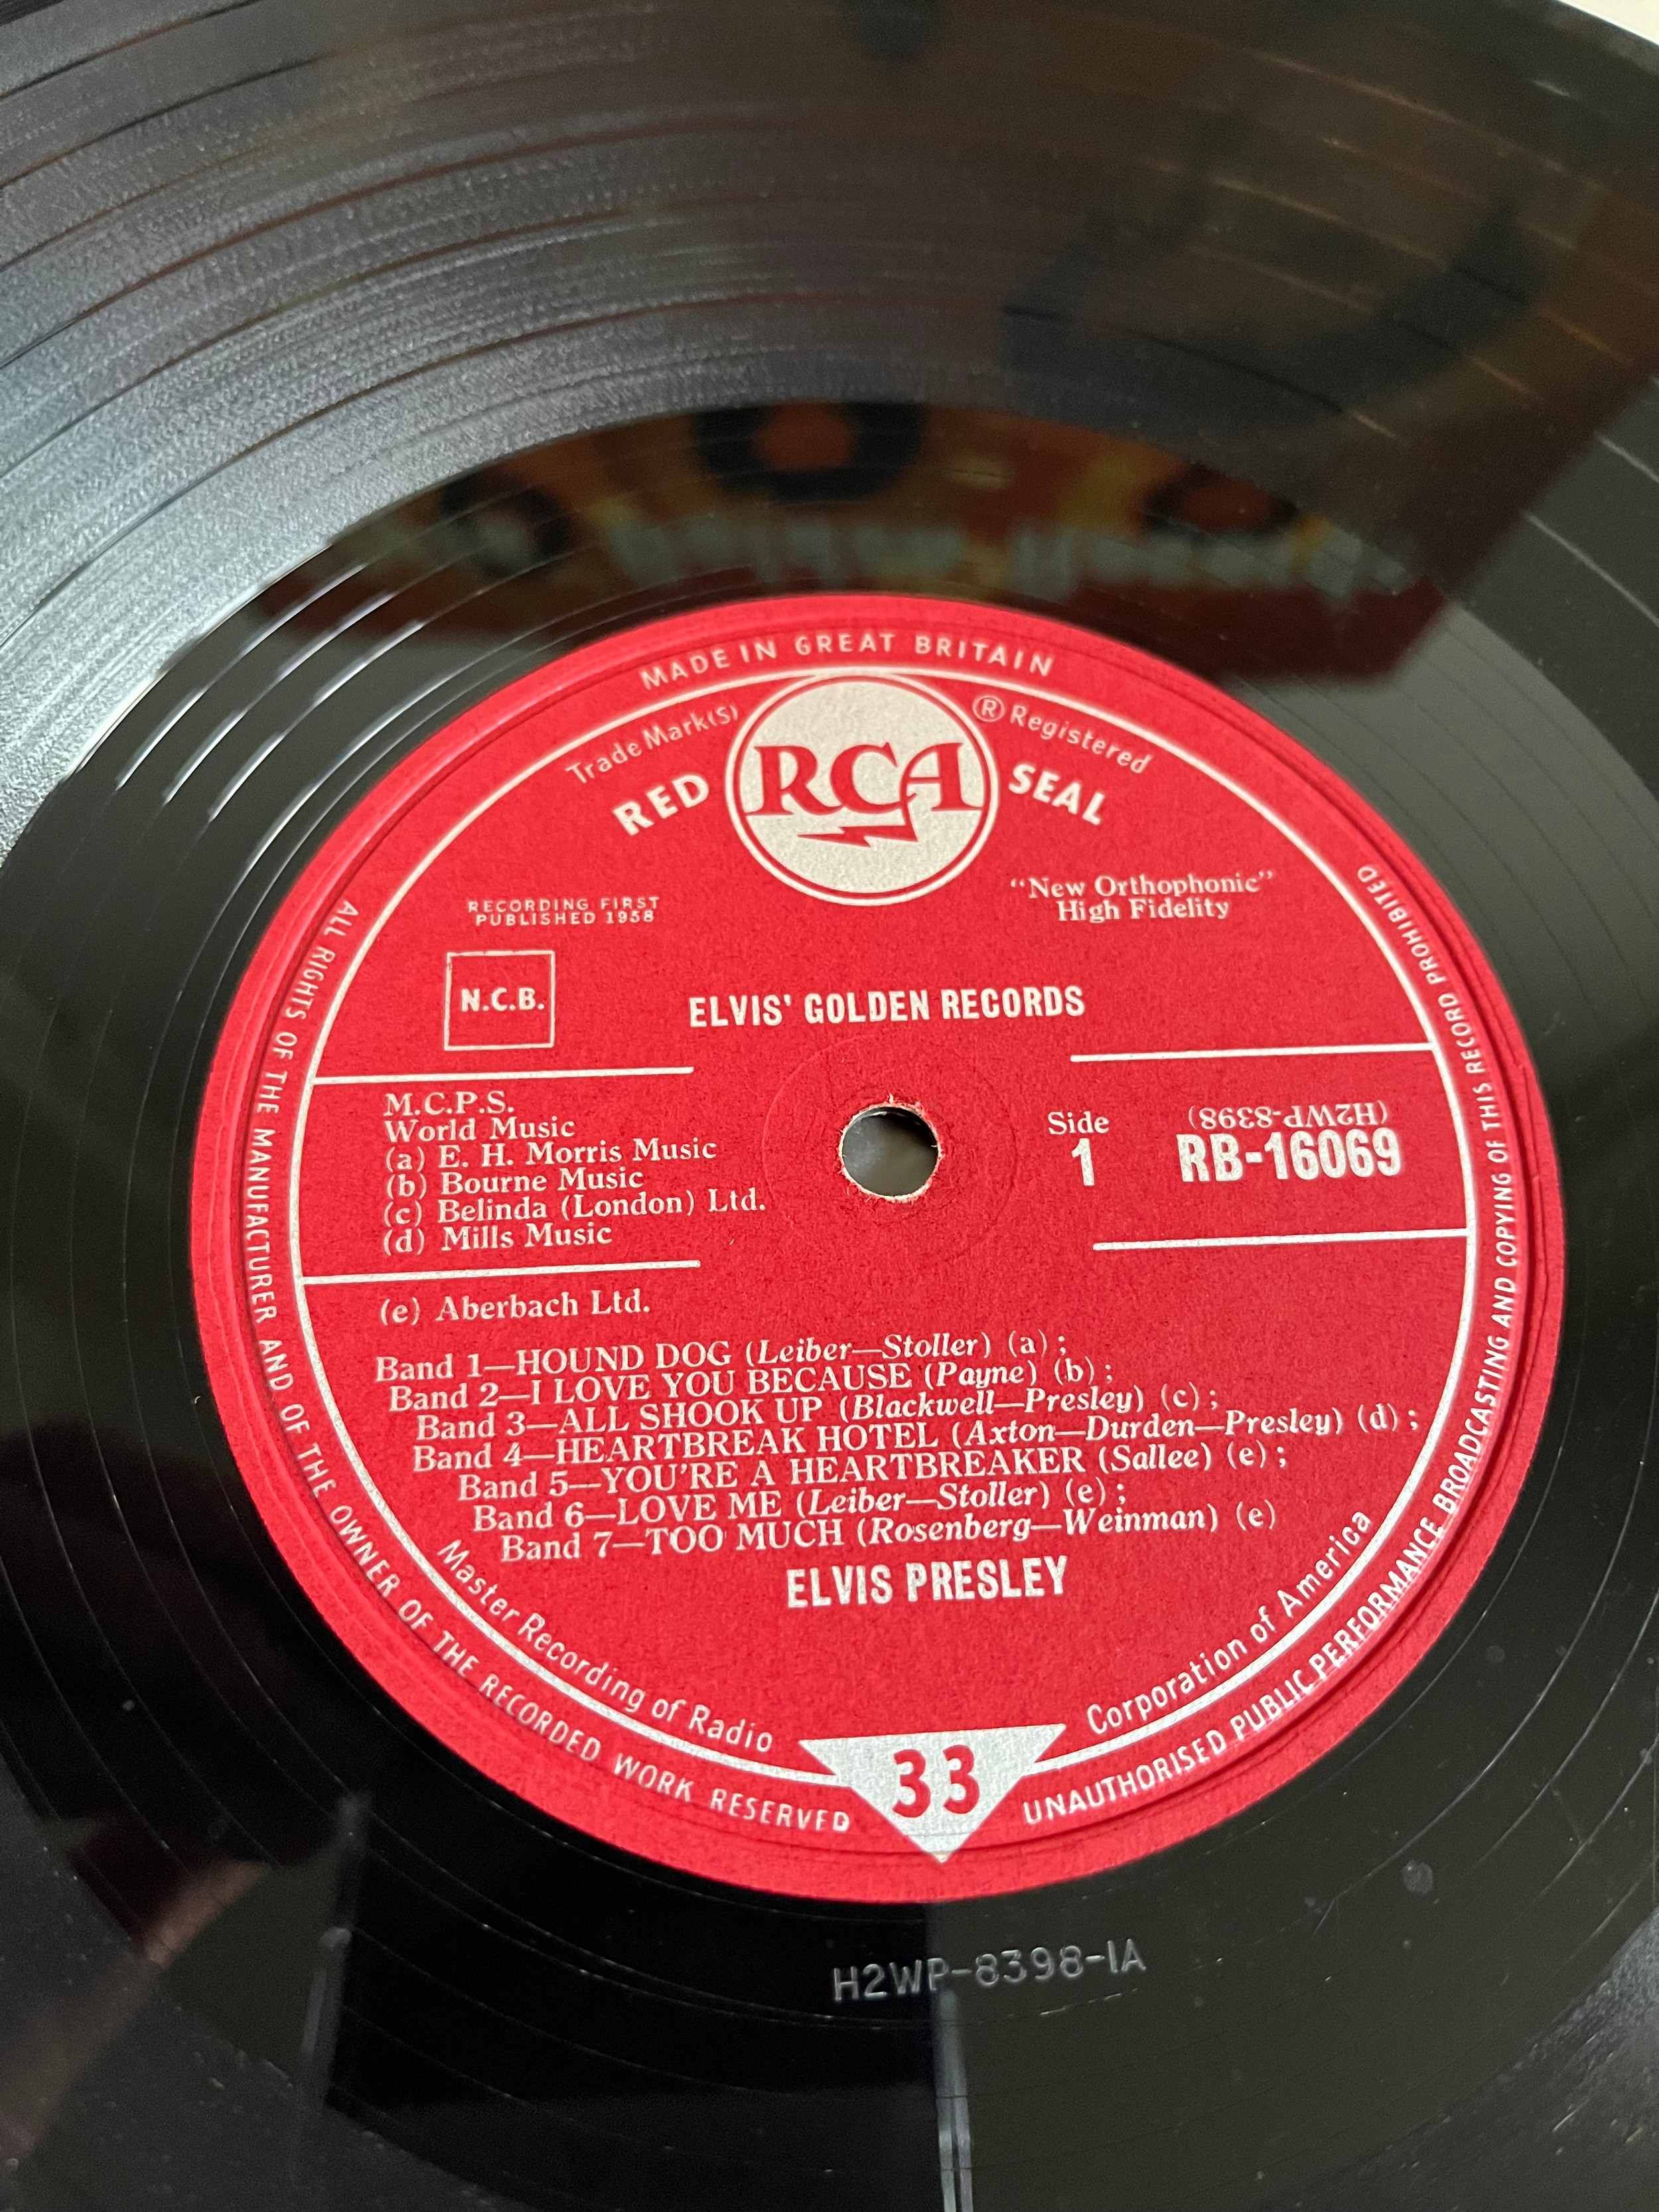 MADE IN GREAT BRITAIN
Trade Mark(s)
® Registered
RED
RCA
SEAL
RECORDING FIRST
PUBLISHED 1958
"New Orthophonic"
High Fidelity
N.C.B.
ELVIS' GOLDEN RECORDS
M.C.P.S.
World Music
(a) E. H. Morris Music
(b) Bourne Music
(c) Belinda (London) Ltd.
(d) Mills Music
Side
1
(H2WP-8398)
RB-16069
(e) Aberbach Ltd.
Band 1—HOUND DOG (Leiber—Stoller) (a);
Band 2—I LOVE YOU BECAUSE (Payne) (b);
Band 3—ALL SHOOK UP (Blackwell—Presley) (c);
Band 4—HEARTBREAK HOTEL (Axton—Durden—Presley) (d);
Band 5—YOU'RE A HEARTBREAKER (Sallee) (e);
Band 6—LOVE ME (Leiber—Stoller) (e);
Band 7—TOO MUCH (Rosenberg—Weinman) (e)
ELVIS PRESLEY
Master Recording of Radio
Corporation of America
33
ALL RIGHTS OF THE MANUFACTURER AND OF THE OWNER OF THE RECORDED WORK RESERVED
UNAUTHORISED PUBLIC PERFORMANCE BROADCASTING AND COPYING OF THIS RECORD PROHIBITED
H2WP-8398-1A